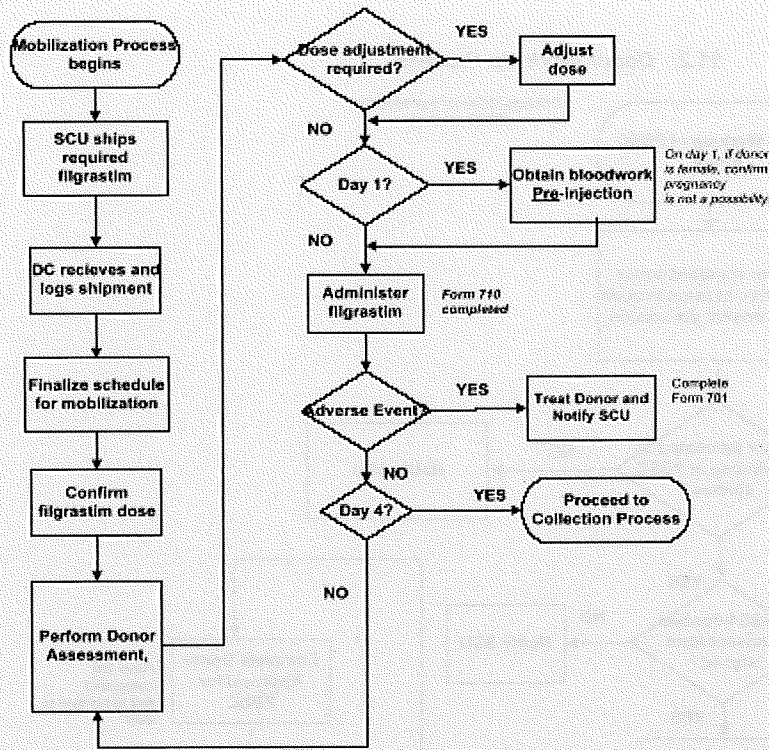 Mobilization Process
begins
SCU ships
required
filgrastim
DC recieves and
logs shipment
Finalize schedule
for mobilization
Confirm
filgrastim dose
Perform Donor
Assessment,
Dose adjustment
required?
YES
Adjust
dose
NO
Day 1?
YES
Obtain bloodwork
Pre-injection
On day 1, if donor
is female, confirm
pregnancy
is not a possibility
NO
Administer
filgrastim
Form 710
completed
Adverse Event?
YES
Treat Donor and
Notify SCU
Complete
Form 701
NO
Day 4?
YES
Proceed to
Collection Process
NO